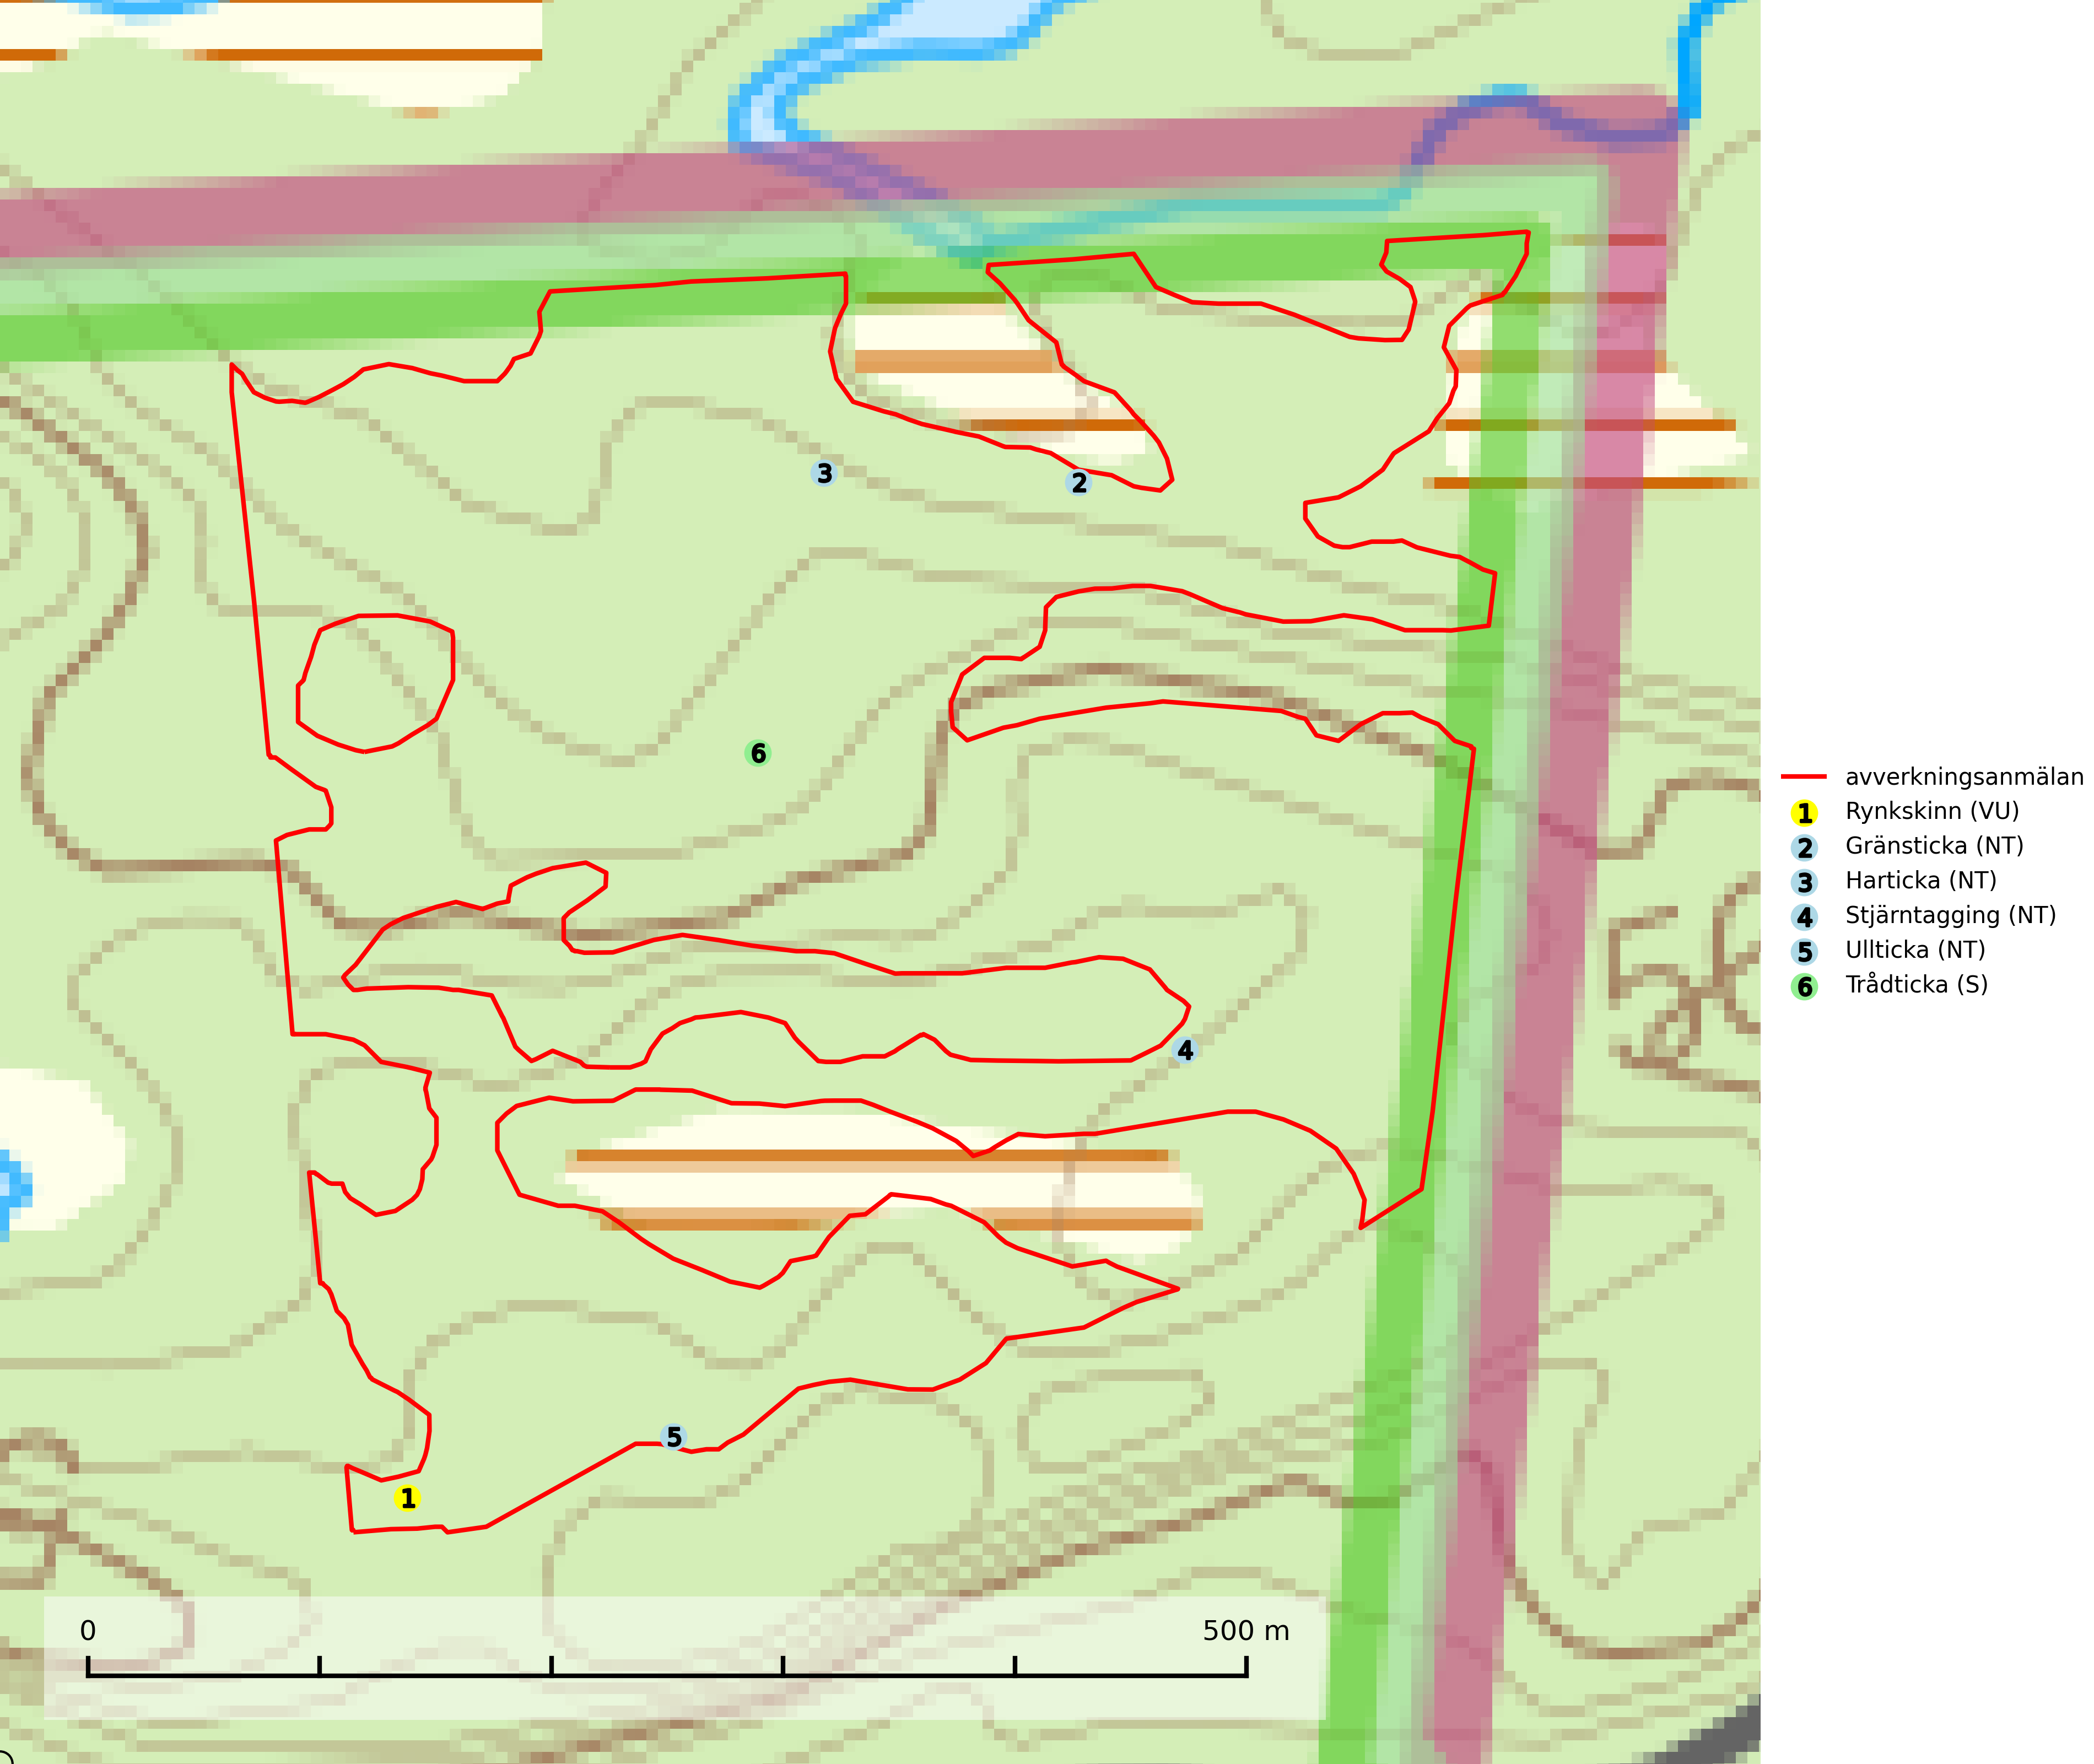 3
2
6
4
5
1
0 500 m
avverkningsanmälan
1 Rynkskinn (VU)
2 Gränsticka (NT)
3 Harticka (NT)
4 Stjärntagging (NT)
5 Ullticka (NT)
6 Trådticka (S)